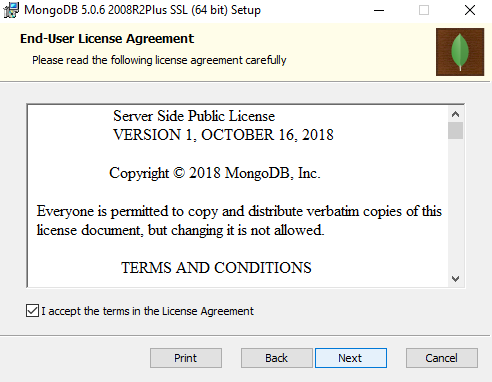 MongoDB 5.0.6 2008R2Plus SSL (64 bit) Setup
End-User License Agreement
Please read the following license agreement carefully
Server Side Public License
VERSION 1, OCTOBER 16, 2018
Copyright © 2018 MongoDB, Inc.
Everyone is permitted to copy and distribute verbatim copies of this
license document, but changing it is not allowed.
TERMS AND CONDITIONS
I accept the terms in the License Agreement
Print Back Next Cancel